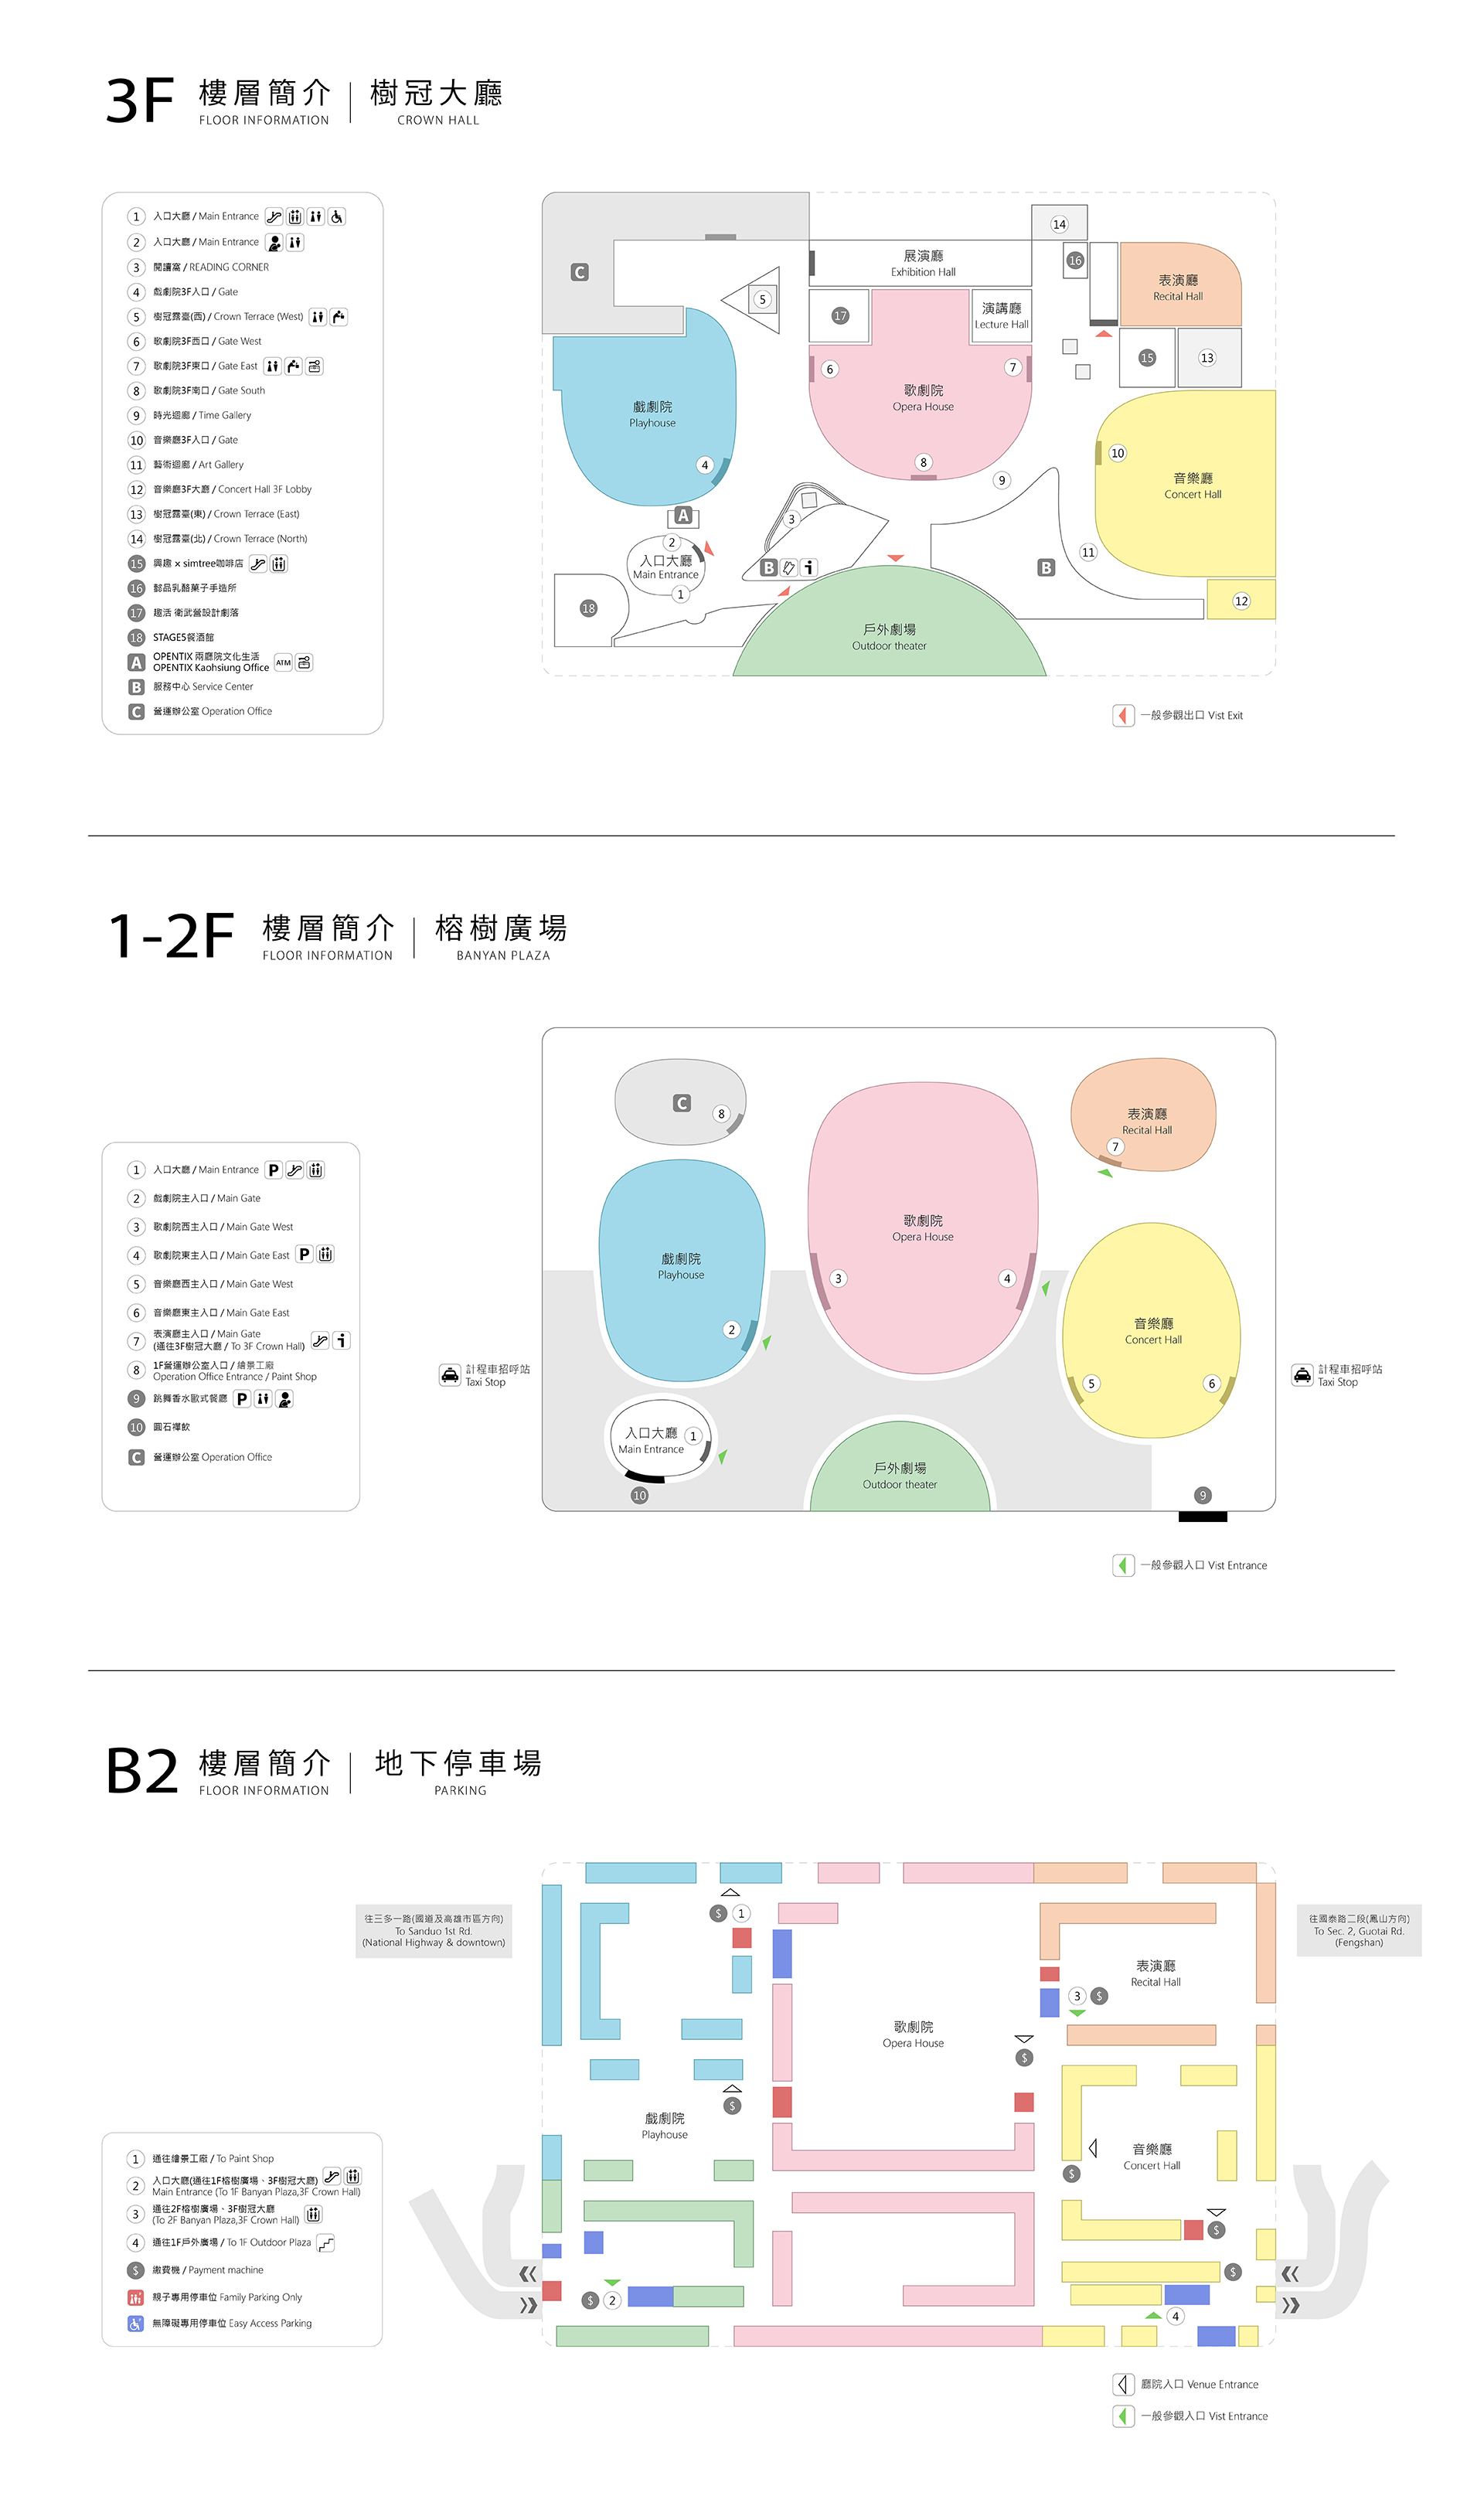 3F 樓層簡介 樹冠大廳
FLOOR INFORMATION CROWN HALL
1 入口大廳 / Main Entrance
2 入口大廳 / Main Entrance
3 閱讀窩 / READING CORNER
4 戲劇院3F入口 / Gate
5 樹冠露臺(西) / Crown Terrace (West)
6 歌劇院3F西口 / Gate West
7 歌劇院3F東口 / Gate East
8 歌劇院3F南口 / Gate South
9 時光迴廊 / Time Gallery
10 音樂廳3F入口 / Gate
11 藝術迴廊 / Art Gallery
12 音樂廳3F大廳 / Concert Hall 3F Lobby
13 樹冠露臺(東) / Crown Terrace (East)
14 樹冠露臺(北) / Crown Terrace (North)
15 興趣 × simtree咖啡店
16 懿品乳酪菓子手造所
17 趣活 衛武營設計劇落
18 STAGE5餐酒館
A OPENTIX 兩廳院文化生活
OPENTIX Kaohsiung Office ATM
B 服務中心 Service Center
C 營運辦公室 Operation Office
14
展演廳
Exhibition Hall
16
表演廳
Recital Hall
C
5
17
演講廳
Lecture Hall
15
13
6
7
歌劇院
Opera House
戲劇院
Playhouse
4
8
9
10
音樂廳
Concert Hall
A
3
2
入口大廳
Main Entrance
1
B
B
11
12
18
戶外劇場
Outdoor theater
一般參觀出口 Vist Exit
1-2F 樓層簡介 榕樹廣場
FLOOR INFORMATION BANYAN PLAZA
1 入口大廳 / Main Entrance P
2 戲劇院主入口 / Main Gate
3 歌劇院西主入口 / Main Gate West
4 歌劇院東主入口 / Main Gate East P
5 音樂廳西主入口 / Main Gate West
6 音樂廳東主入口 / Main Gate East
7 表演廳主入口 / Main Gate
(通往3F樹冠大廳 / To 3F Crown Hall)
8 1F營運辦公室入口 / 繪景工廠
Operation Office Entrance / Paint Shop
9 跳舞香水歐式餐廳 P
10 圓石禪飲
C 營運辦公室 Operation Office
C
8
表演廳
Recital Hall
7
歌劇院
Opera House
戲劇院
Playhouse
3
4
2
音樂廳
Concert Hall
5
6
計程車招呼站
Taxi Stop
計程車招呼站
Taxi Stop
入口大廳
Main Entrance
1
戶外劇場
Outdoor theater
10
9
一般參觀入口 Vist Entrance
B2 樓層簡介 地下停車場
FLOOR INFORMATION PARKING
往三多一路(國道及高雄市區方向)
To Sanduo 1st Rd.
(National Highway & downtown)
往國泰路二段(鳳山方向)
To Sec. 2, Guotai Rd.
(Fengshan)
$ 1
表演廳
Recital Hall
3 $
歌劇院
Opera House
$
$
戲劇院
Playhouse
音樂廳
Concert Hall
$
$
$
$ 2
4
1 通往繪景工廠 / To Paint Shop
2 入口大廳(通往1F榕樹廣場、3F樹冠大廳)
Main Entrance (To 1F Banyan Plaza,3F Crown Hall)
3 通往2F榕樹廣場、3F樹冠大廳
(To 2F Banyan Plaza,3F Crown Hall)
4 通往1F戶外廣場 / To 1F Outdoor Plaza
$ 繳費機 / Payment machine
親子專用停車位 Family Parking Only
無障礙專用停車位 Easy Access Parking
廳院入口 Venue Entrance
一般參觀入口 Vist Entrance